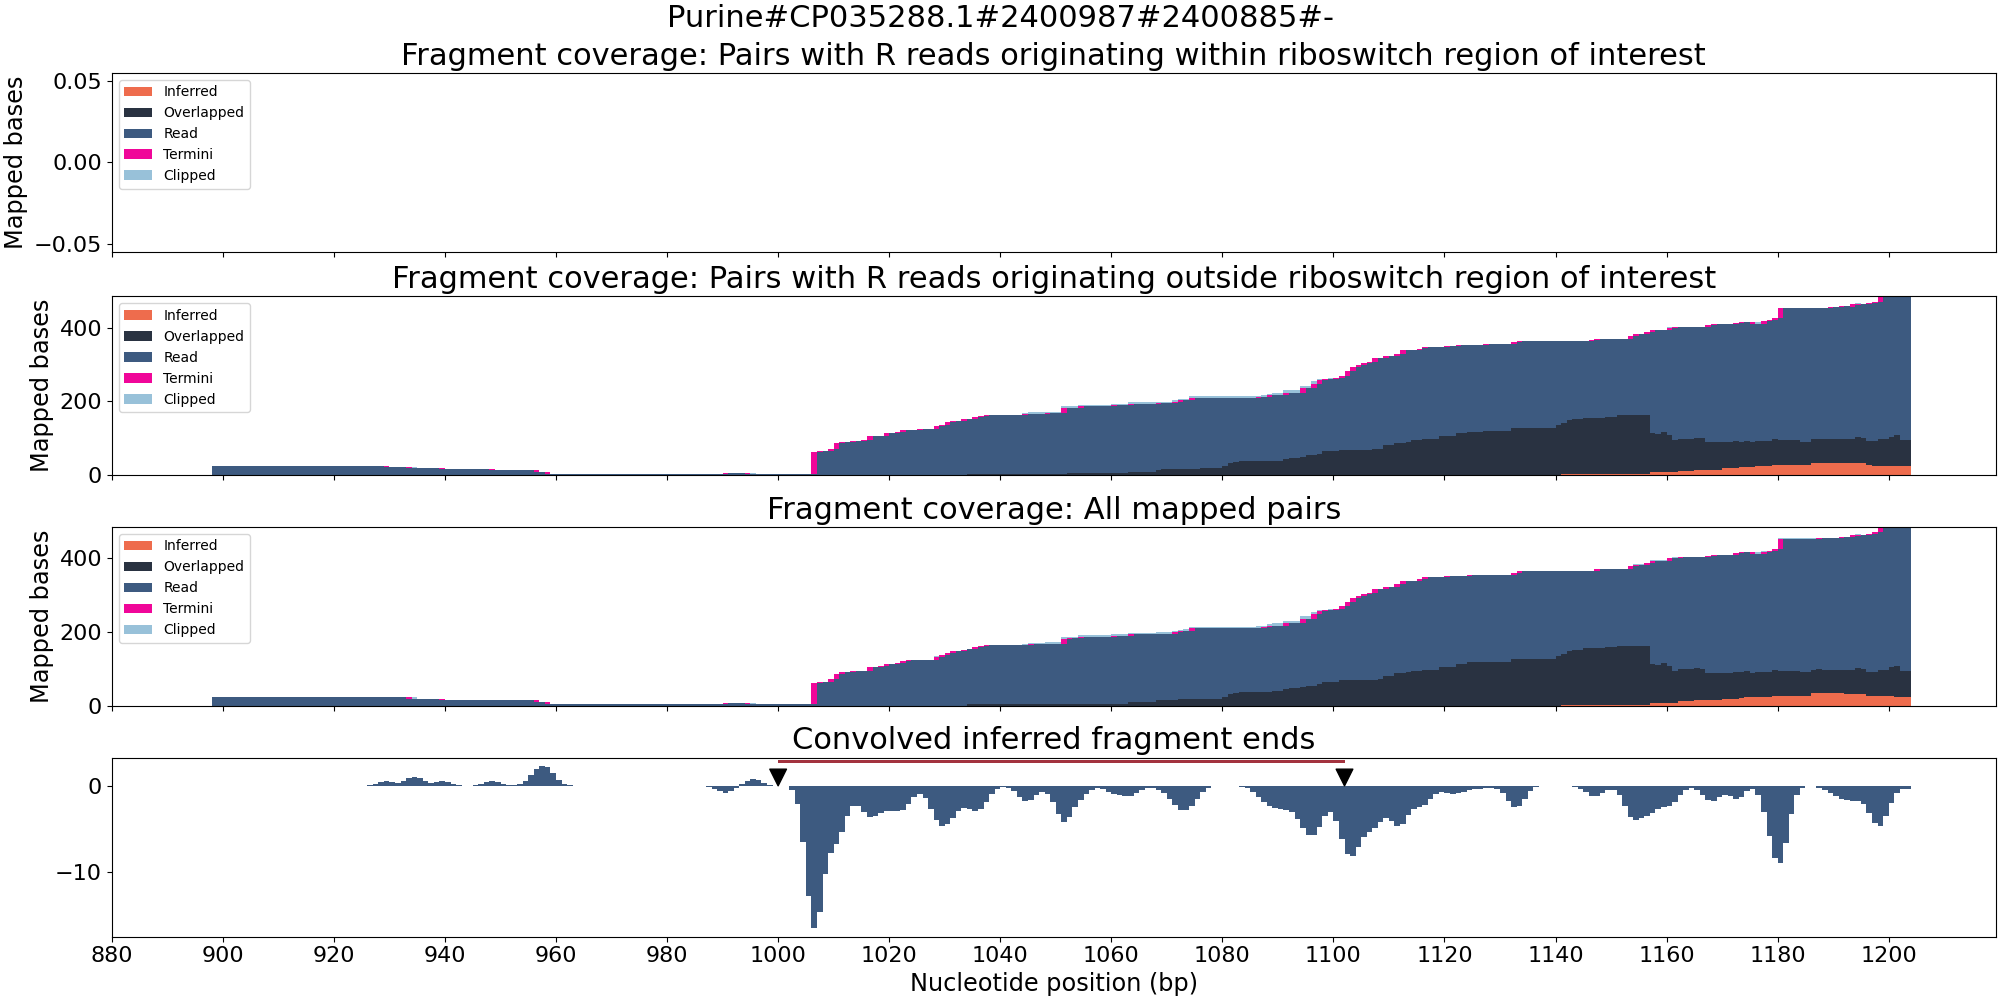 Purine#CP035288.1#2400987#2400885#-
Fragment coverage: Pairs with R reads originating within riboswitch region of interest
Mapped bases
0.05
0.00
−0.05
Inferred
Overlapped
Read
Termini
Clipped
Fragment coverage: Pairs with R reads originating outside riboswitch region of interest
Mapped bases
400
200
0
Inferred
Overlapped
Read
Termini
Clipped
Fragment coverage: All mapped pairs
Mapped bases
400
200
0
Inferred
Overlapped
Read
Termini
Clipped
Convolved inferred fragment ends
0
−10
880 900 920 940 960 980 1000 1020 1040 1060 1080 1100 1120 1140 1160 1180 1200
Nucleotide position (bp)